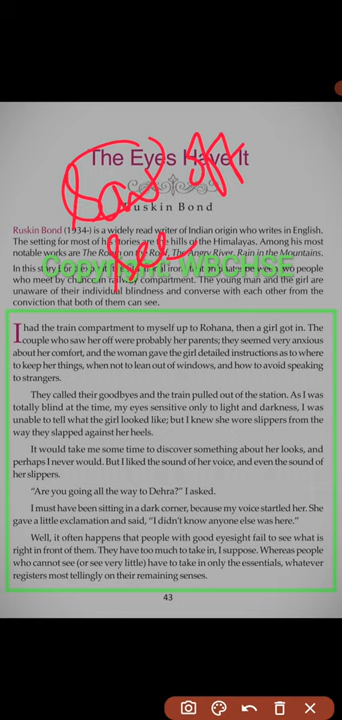 The Eyes Have It
Ruskin Bond
Ruskin Bond (1934-) is a widely read writer of Indian origin who writes in English.
The setting for most of his stories are the hills of the Himalayas. Among his most
notable works are The Room on the Roof, The Angry River, Rain in the Mountains.
Copyright WBCHSE
In this story, two people
who meet by chance in railway compartment. The young man and the girl are
unaware of their individual blindness and converse with each other from the
conviction that both of them can see.
I had the train compartment to myself up to Rohana, then a girl got in. The
couple who saw her off were probably her parents; they seemed very anxious
about her comfort, and the woman gave the girl detailed instructions as to where
to keep her things, when not to lean out of windows, and how to avoid speaking
to strangers.
They called their goodbyes and the train pulled out of the station. As I was
totally blind at the time, my eyes sensitive only to light and darkness, I was
unable to tell what the girl looked like; but I knew she wore slippers from the
way they slapped against her heels.
It would take me some time to discover something about her looks, and
perhaps I never would. But I liked the sound of her voice, and even the sound of
her slippers.
“Are you going all the way to Dehra?” I asked.
I must have been sitting in a dark corner, because my voice startled her. She
gave a little exclamation and said, “I didn't know anyone else was here.”
Well, it often happens that people with good eyesight fail to see what is
right in front of them. They have too much to take in, I suppose. Whereas people
who cannot see (or see very little) have to take in only the essentials, whatever
registers most tellingly on their remaining senses.
43
off
see